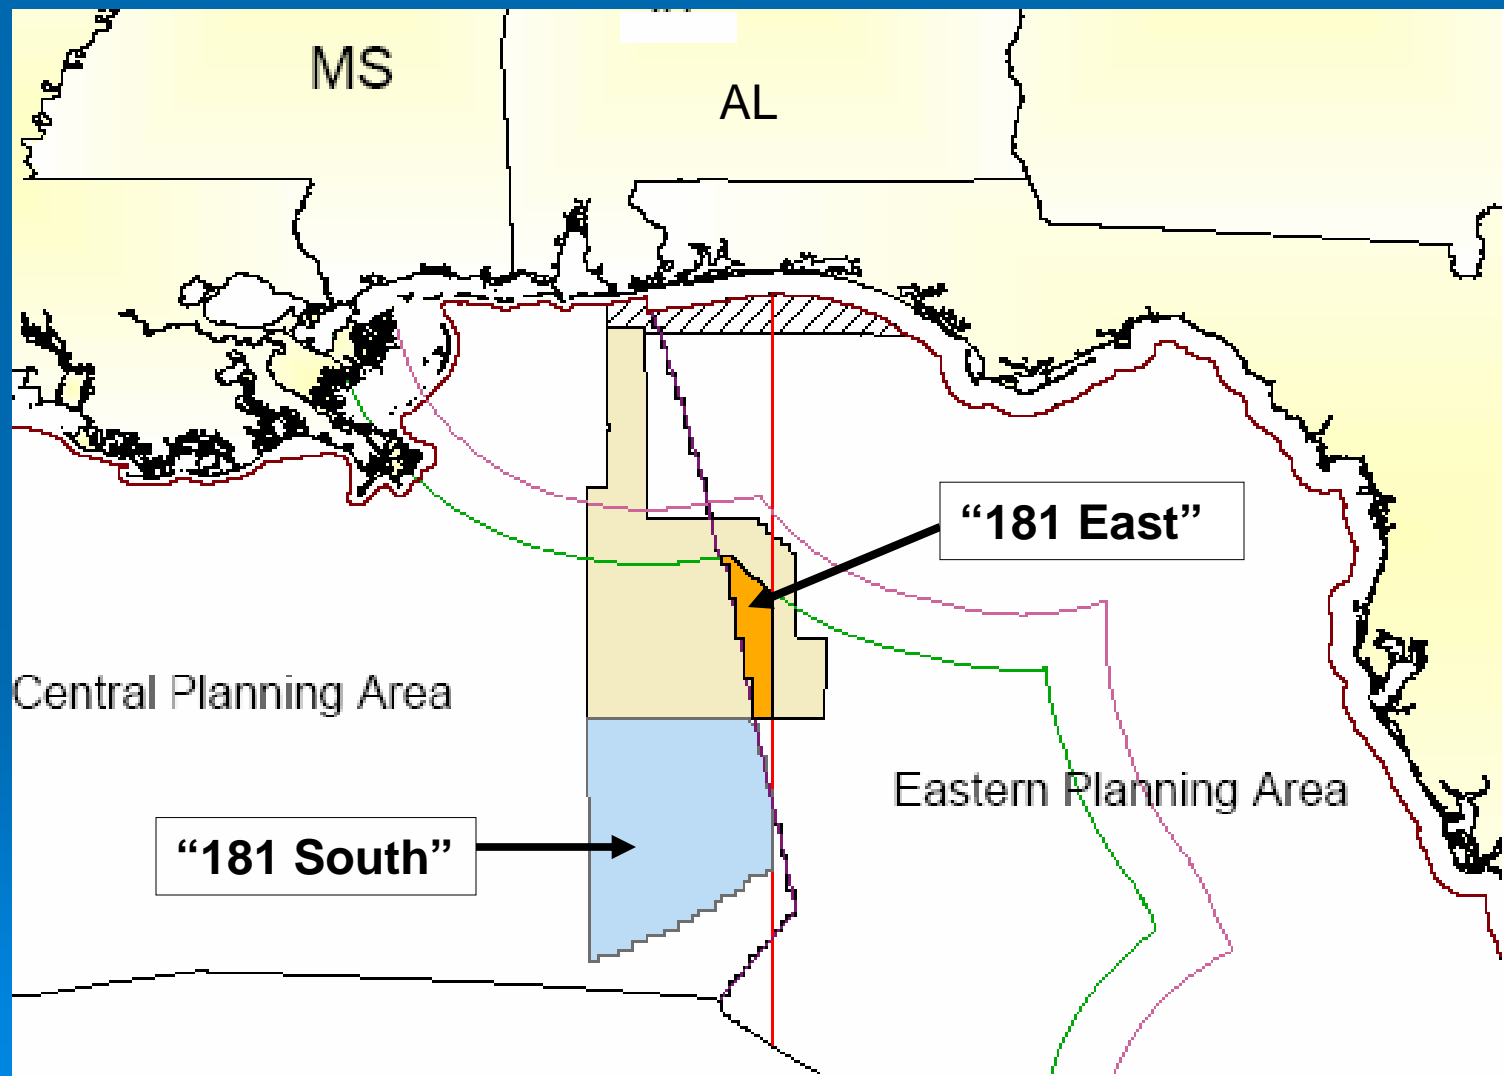 MS
AL
“181 East”
Central Planning Area
Eastern Planning Area
“181 South”